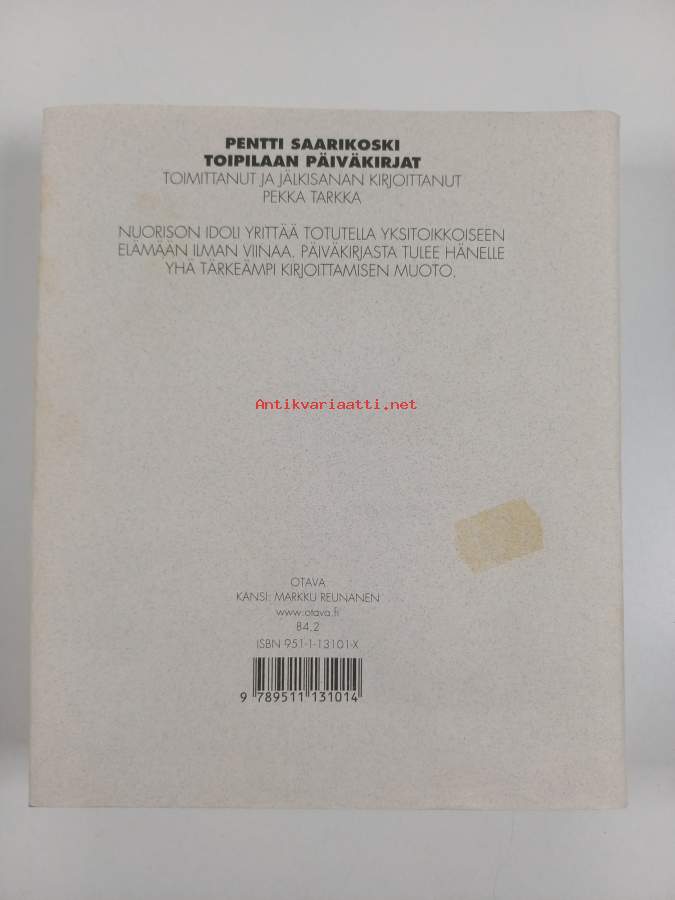 PENTTI SAARIKOSKI
TOIPILAAN PÄIVÄKIRJAT
TOIMITTANUT JA JÄLKISANAN KIRJOITTANUT
PEKKA TARKKA
NUORISON IDOLI YRITTÄÄ TOTUTELLA YKSITOIKKOISEEN
ELÄMÄÄN ILMAN VIINAA. PÄIVÄKIRJASTA TULEE HÄNELLE
YHÄ TÄRKEÄMPI KIRJOITTAMISEN MUOTO.
Antikvariaatti.net
OTAVA
KANSI: MARKKU REUNANEN
www.otava.fi
84.2
ISBN 951-1-13101-X
9 789511 131014